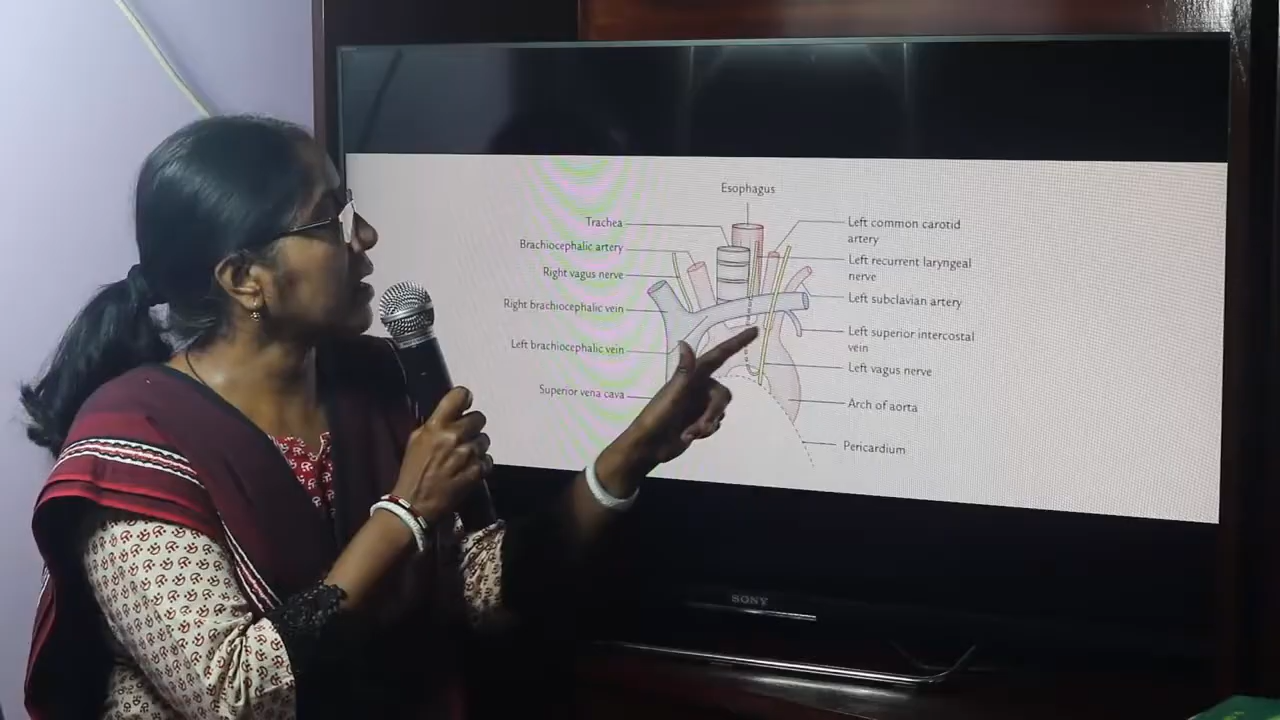 Esophagus
Trachea
Brachiocephalic artery
Right vagus nerve
Right brachiocephalic vein
Left brachiocephalic vein
Superior vena cava
Left common carotid
artery
Left recurrent laryngeal
nerve
Left subclavian artery
Left superior intercostal
vein
Left vagus nerve
Arch of aorta
Pericardium
SONY